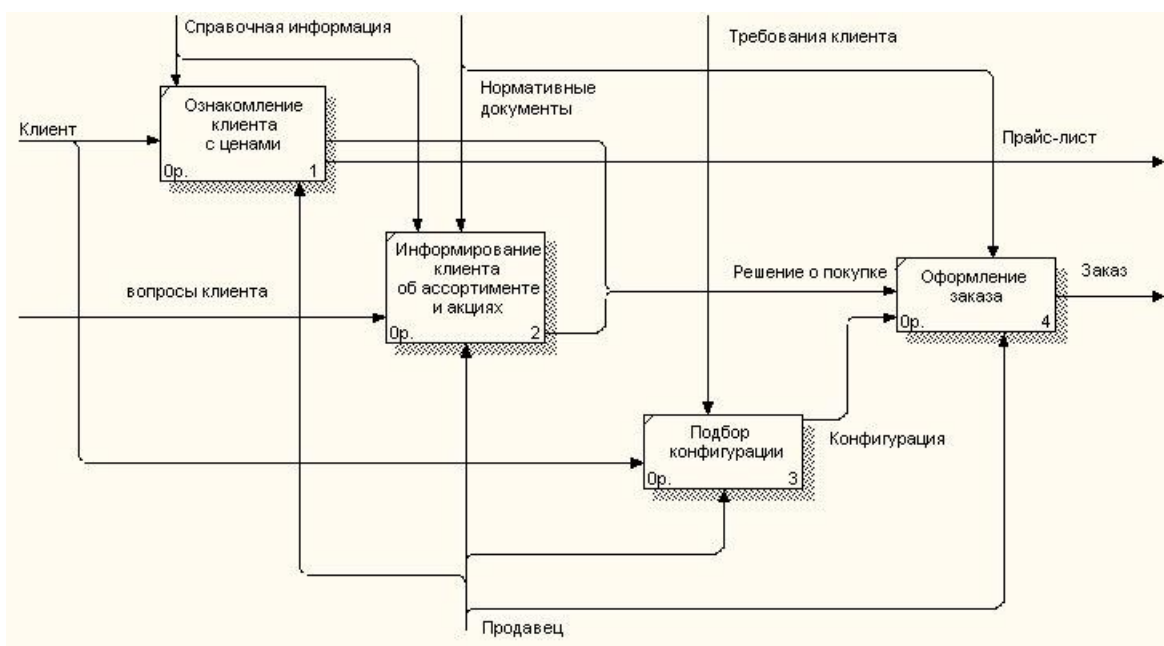 Справочная информация
Требования клиента
Нормативные
документы
Ознакомление
клиента
с ценами
0р. 1
Клиент
Прайс-лист
Информирование
клиента
об ассортименте
и акциях
0р. 2
вопросы клиента
Решение о покупке
Оформление
заказа
0р. 4
Заказ
Подбор
конфигурации
0р. 3
Конфигурация
Продавец